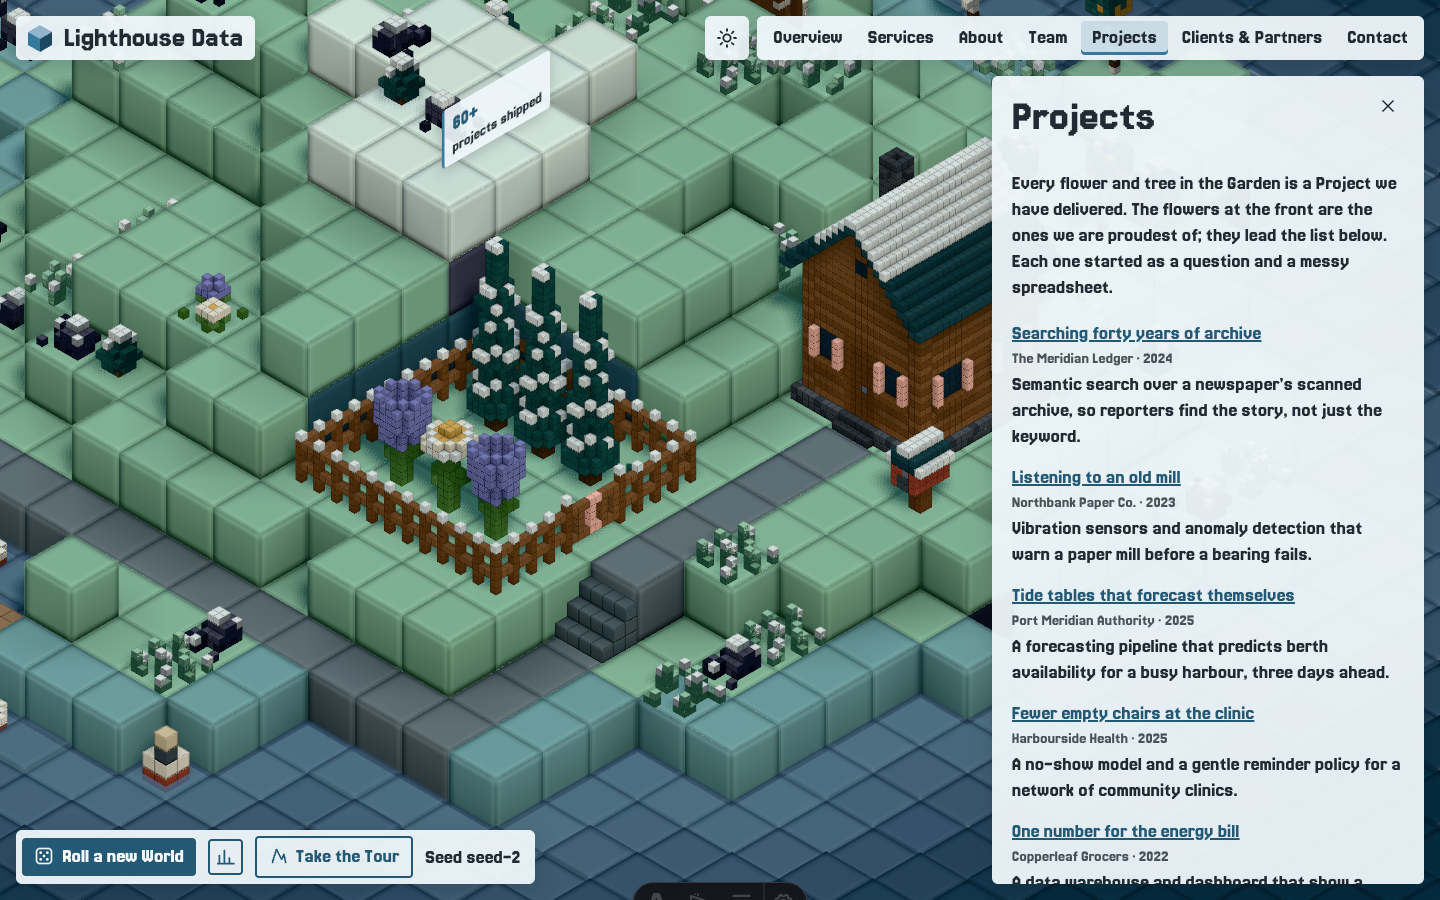 Lighthouse Data
Overview
Services
About
Team
Projects
Clients & Partners
Contact
60+
projects shipped
Projects
Every flower and tree in the Garden is a Project we
have delivered. The flowers at the front are the
ones we are proudest of; they lead the list below.
Each one started as a question and a messy
spreadsheet.
Searching forty years of archive
The Meridian Ledger · 2024
Semantic search over a newspaper's scanned
archive, so reporters find the story, not just the
keyword.
Listening to an old mill
Northbank Paper Co. · 2023
Vibration sensors and anomaly detection that
warn a paper mill before a bearing fails.
Tide tables that forecast themselves
Port Meridian Authority · 2025
A forecasting pipeline that predicts berth
availability for a busy harbour, three days ahead.
Fewer empty chairs at the clinic
Harbourside Health · 2025
A no-show model and a gentle reminder policy for a
network of community clinics.
One number for the energy bill
Copperleaf Grocers · 2022
A data warehouse and dashboard that show a
Roll a new World
Take the Tour
Seed seed-2